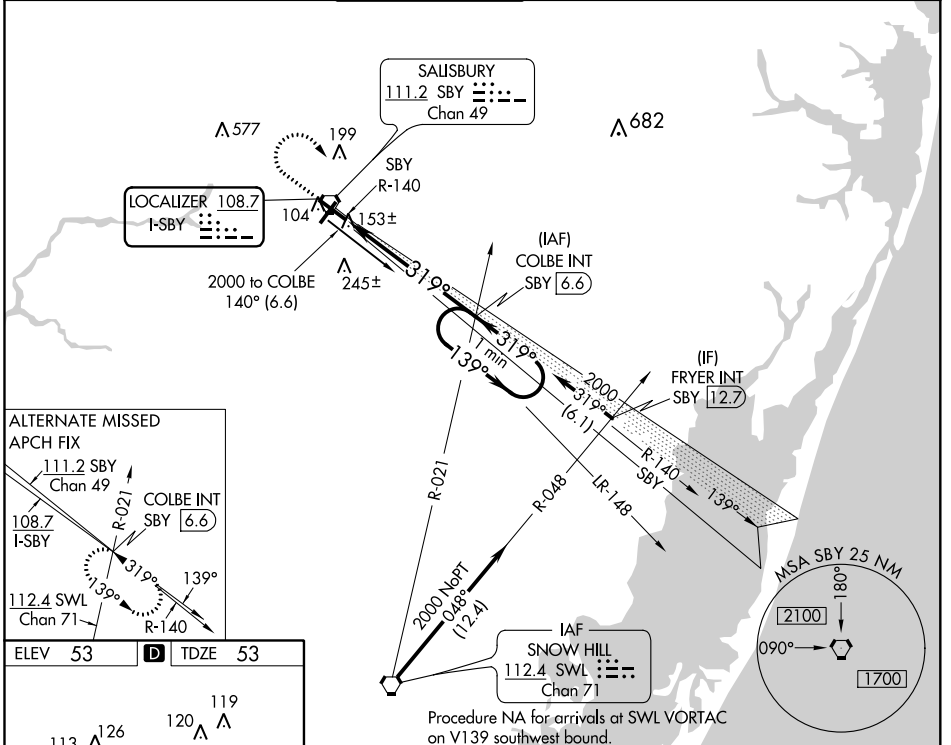 SALISBURY
111.2 SBY
Chan 49
577
199
682
SBY
R-140
LOCALIZER 108.7
I-SBY
104
153±
(IAF)
COLBE INT
SBY 6.6
2000 to COLBE
140° (6.6)
245±
319°
319°
1 min
139°
(IF)
FRYER INT
SBY 12.7
2000
319°
(6.1)
R-140
SBY
139°
R-021
R-048
LR-148
2000 NoPT
048°
(12.4)
ALTERNATE MISSED
APCH FIX
111.2 SBY
Chan 49
R-021
COLBE INT
SBY 6.6
108.7
I-SBY
319°
139°
139°
112.4 SWL
Chan 71
R-140
MSA SBY 25 NM
180°
2100
090°
1700
IAF
SNOW HILL
112.4 SWL
Chan 71
Procedure NA for arrivals at SWL VORTAC
on V139 southwest bound.
ELEV 53 D TDZE 53
119
126
120
113